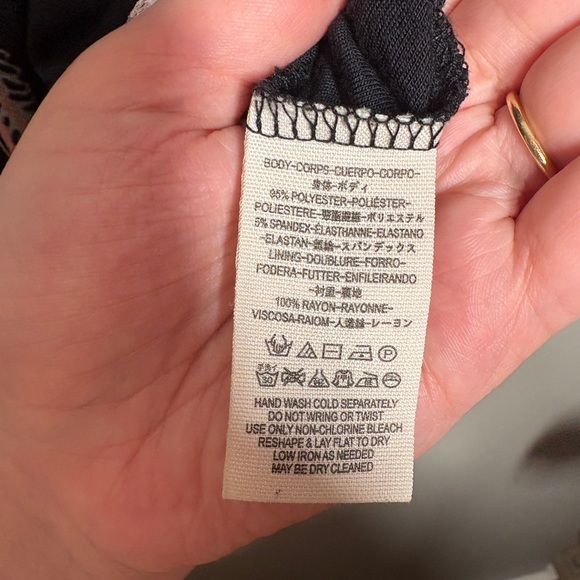 BODY-CORPS-CUERPO-CORPO-
身体-ボディ
95% POLYESTER-POLIÉSTER-
POLIESTERE-聚脂纖維-ポリエステル
5% SPANDEX-ÉLASTHANNE-ELASTANO
-ELASTAN-氨綸-スパンデックス
LINING-DOUBLURE-FORRO-
FODERA-FUTTER-ENFILEIRANDO
-衬里-裏地
100% RAYON-RAYONNE-
VISCOSA-RAIOM-人造絲-レーヨン
P
30
HAND WASH COLD SEPARATELY
DO NOT WRING OR TWIST
USE ONLY NON-CHLORINE BLEACH
RESHAPE & LAY FLAT TO DRY
LOW IRON AS NEEDED
MAY BE DRY CLEANED